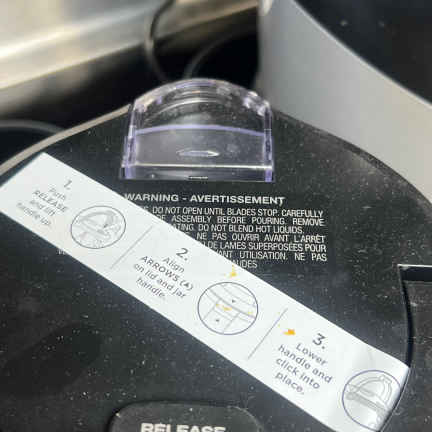 WARNING - AVERTISSEMENT
DO NOT OPEN UNTIL BLADES STOP. CAREFULLY
ASSEMBLY BEFORE POURING. REMOVE
DO NOT BLEND HOT LIQUIDS.
NE PAS OUVRIR AVANT L'ARRÊT
DE LAMES SUPERPOSÉES POUR
UTILISATION. NE PAS
1.
Push
RELEASE
and lift
handle up.
2.
Align
ARROWS (▲)
on lid and jar
handle.
3.
Lower
handle and
click into
place.
RELEASE